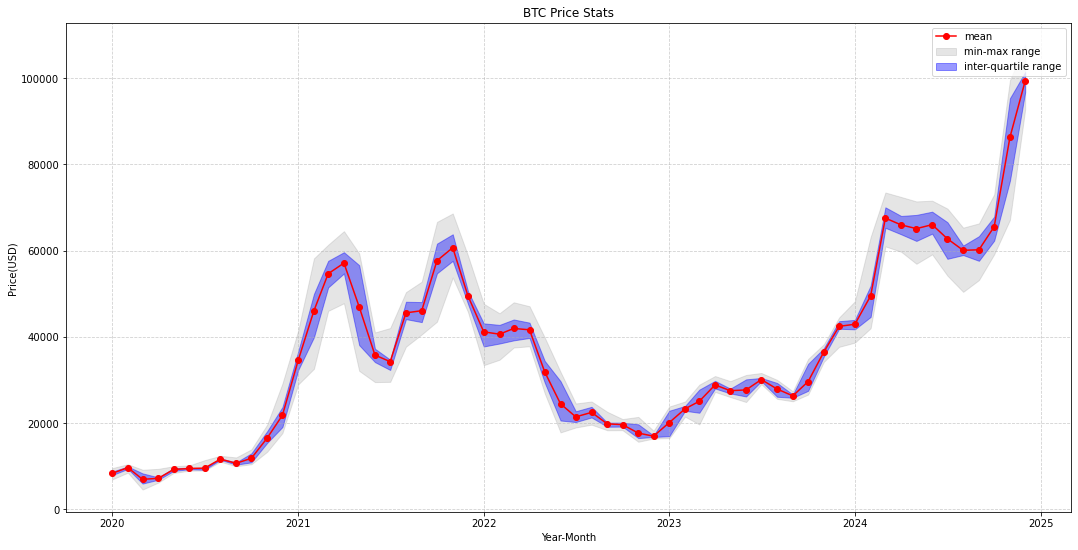 BTC Price Stats
mean
min-max range
inter-quartile range
Price(USD)
100000
80000
60000
40000
20000
0
2020
2021
2022
2023
2024
2025
Year-Month